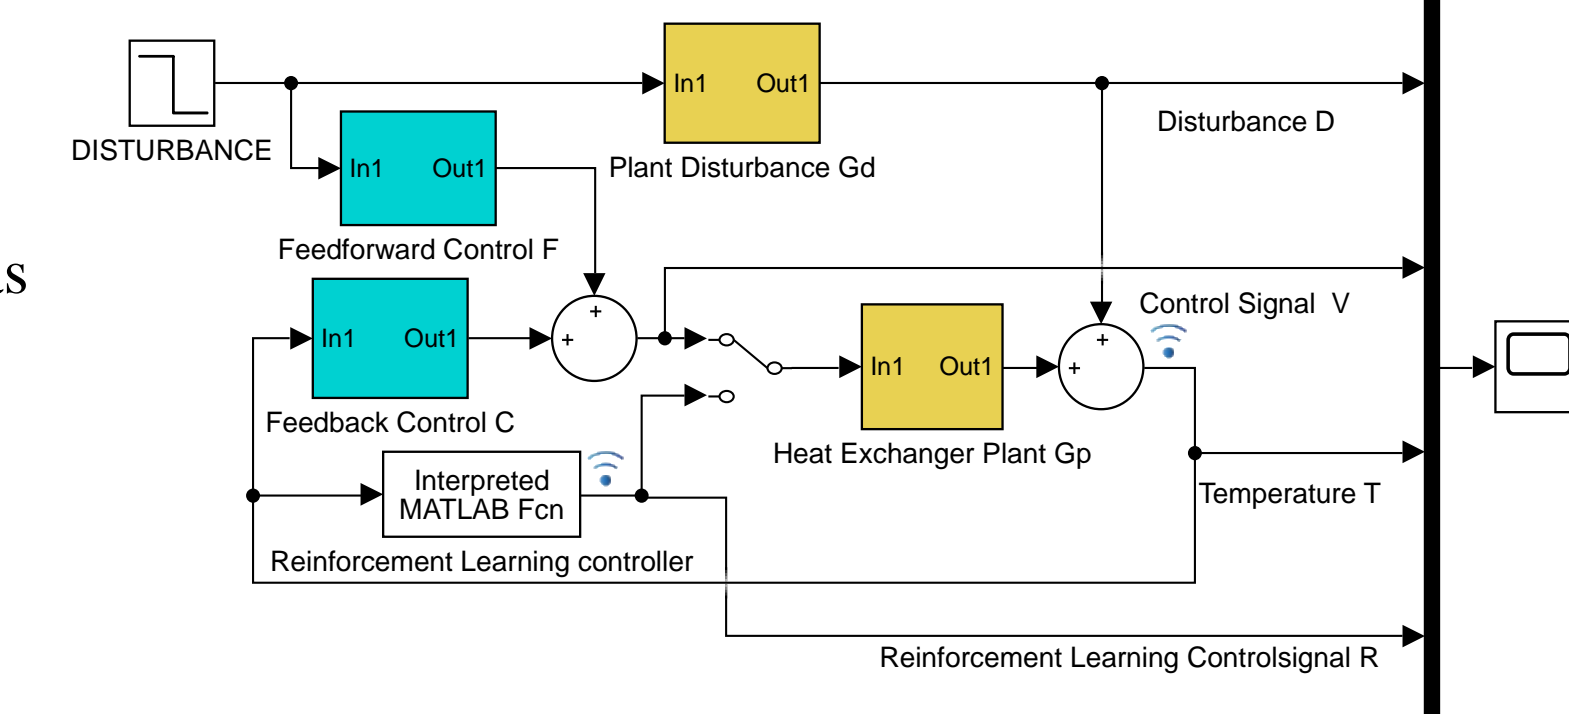 In1 Out1
Disturbance D
DISTURBANCE
In1 Out1
Plant Disturbance Gd
Feedforward Control F
+
Control Signal V
In1 Out1
+
+
+
In1 Out1
Feedback Control C
Heat Exchanger Plant Gp
Interpreted
MATLAB Fcn
Temperature T
Reinforcement Learning controller
Reinforcement Learning Controlsignal R